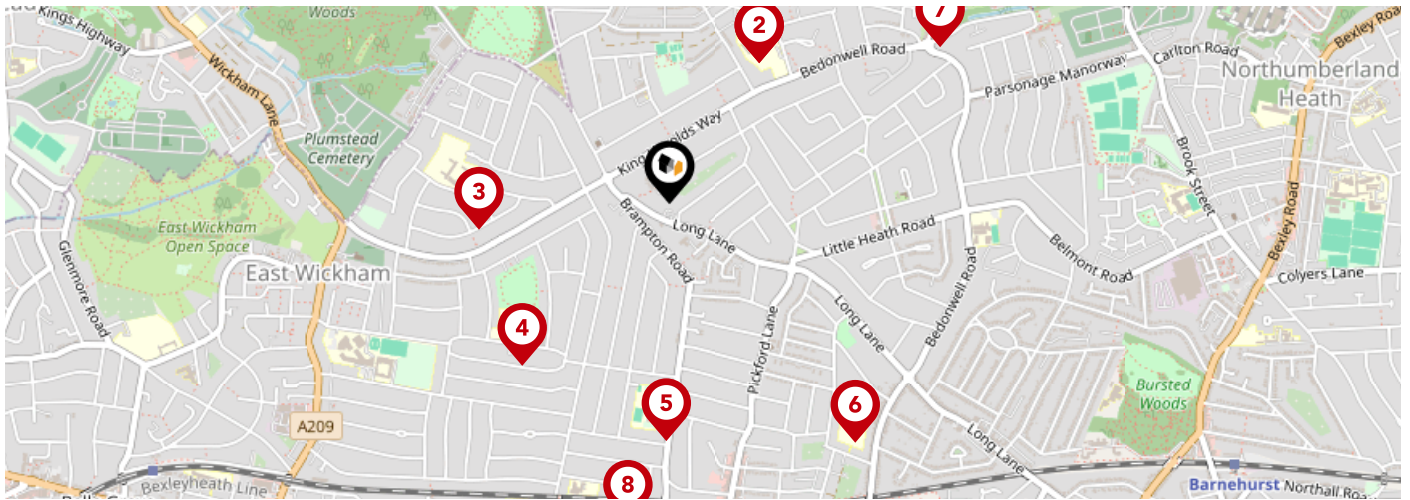 Kings Highway
Woods
2
7
Bexley Road
Wickham Lane
Bedonwell Road
Carlton Road
Parsonage Manorway
Northumberland
Heath
Plumstead
Cemetery
Brook Street
3
East Wickham
Open Space
Brampton Road
Long Lane
Little Heath Road
Bexley Road
Glenmore Road
East Wickham
Belmont Road
Colyers Lane
Bedonwell Road
4
Pickford Lane
Long Lane
Bursted
Woods
5
6
A209
Long Lane
Bexleyheath Line
8
Barnehurst
Northall Road